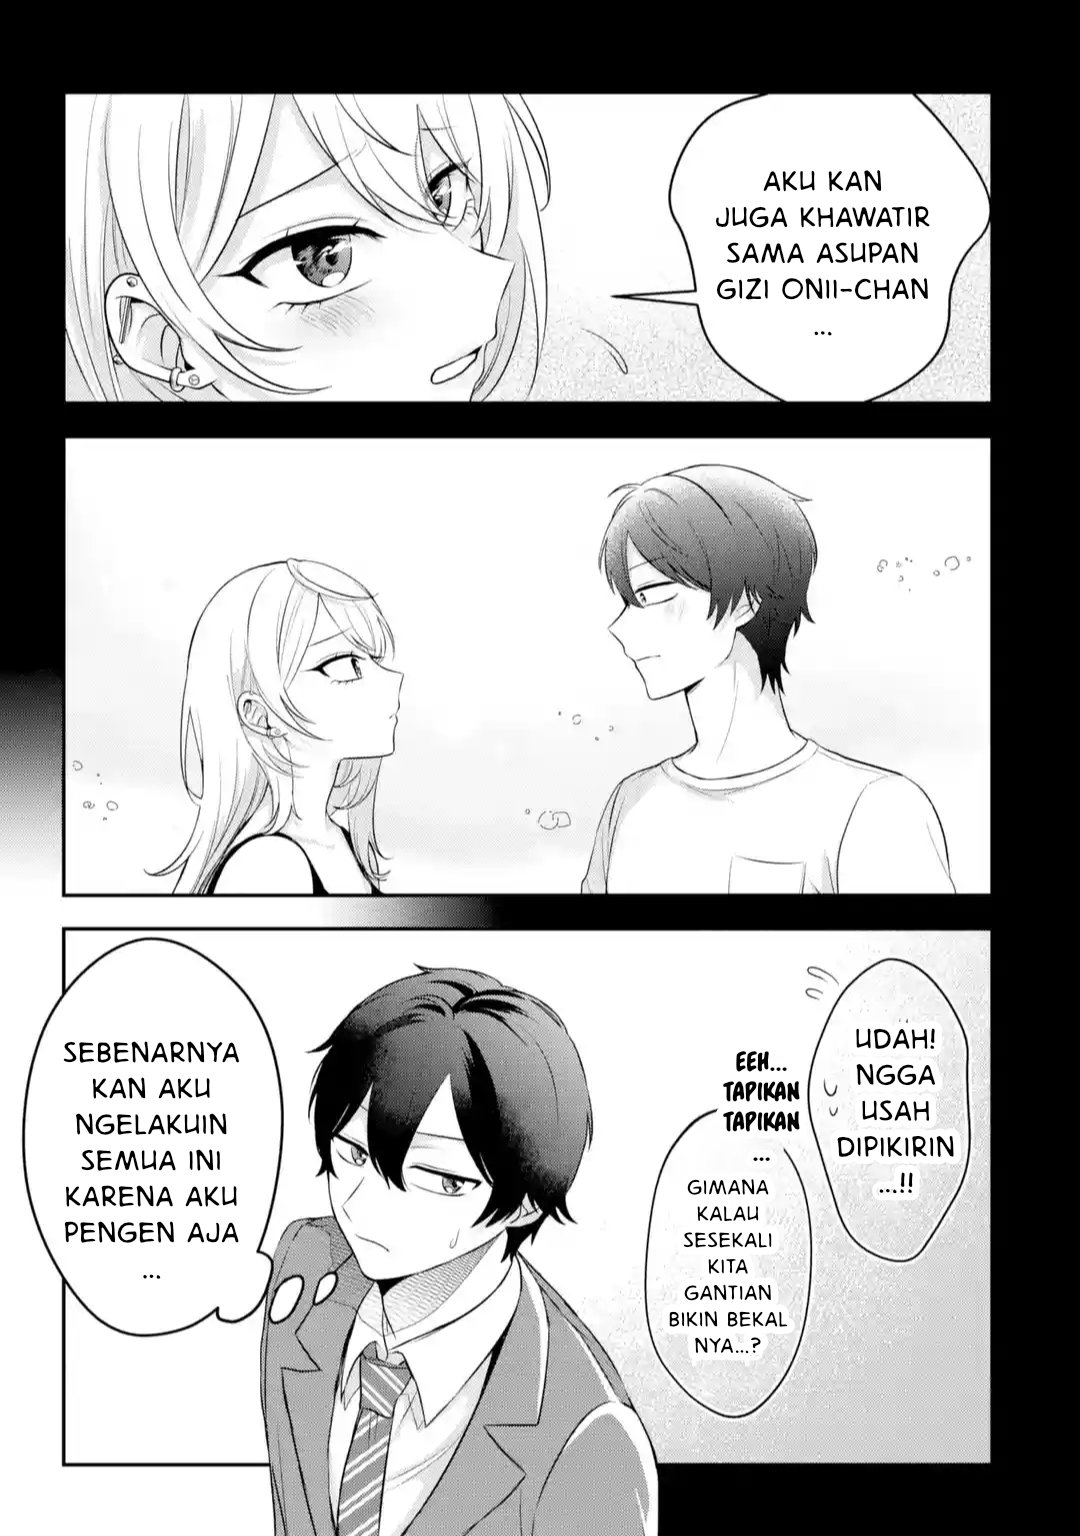 AKU KAN
JUGA KHAWATIR
SAMA ASUPAN
GIZI ONII-CHAN
...
UDAH!
NGGA
USAH
DIPIKIRIN
...!!
EEH...
TAPIKAN
TAPIKAN
...
GIMANA
KALAU
SESEKALI
KITA
GANTIAN
BIKIN BEKAL
NYA...?
SEBENARNYA
KAN AKU
NGELAKUIN
SEMUA INI
KARENA AKU
PENGEN AJA
...